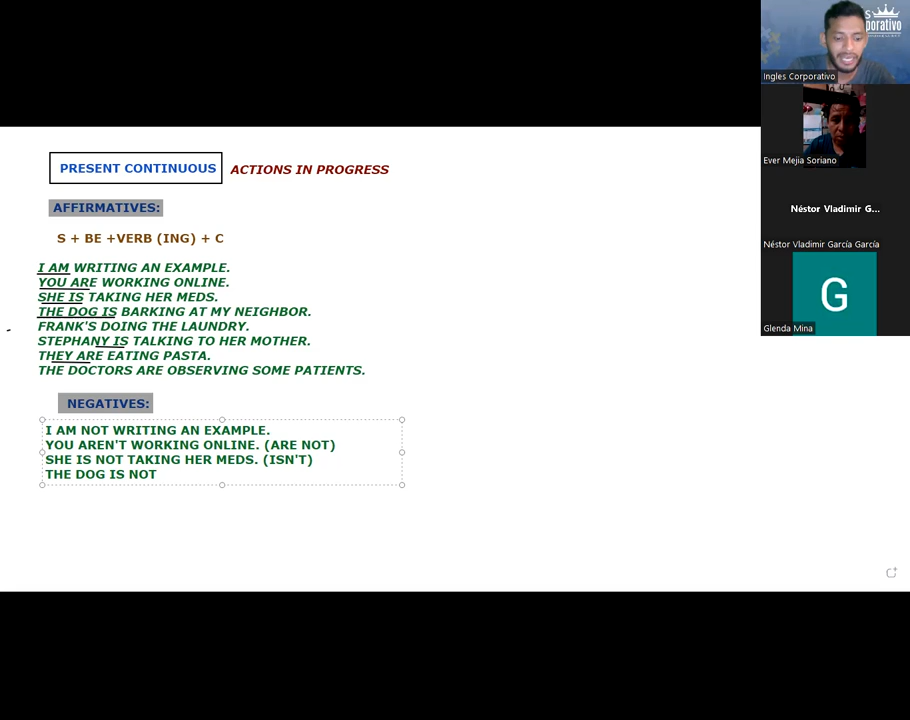 S
porativo
Ingles Corporativo
Ever Mejia Soriano
Néstor Vladimir G...
Néstor Vladimir García García
G
Glenda Mina
PRESENT CONTINUOUS
ACTIONS IN PROGRESS
AFFIRMATIVES:
S + BE +VERB (ING) + C
I AM WRITING AN EXAMPLE.
YOU ARE WORKING ONLINE.
SHE IS TAKING HER MEDS.
THE DOG IS BARKING AT MY NEIGHBOR.
FRANK'S DOING THE LAUNDRY.
STEPHANY IS TALKING TO HER MOTHER.
THEY ARE EATING PASTA.
THE DOCTORS ARE OBSERVING SOME PATIENTS.
NEGATIVES:
I AM NOT WRITING AN EXAMPLE.
YOU AREN'T WORKING ONLINE. (ARE NOT)
SHE IS NOT TAKING HER MEDS. (ISN'T)
THE DOG IS NOT